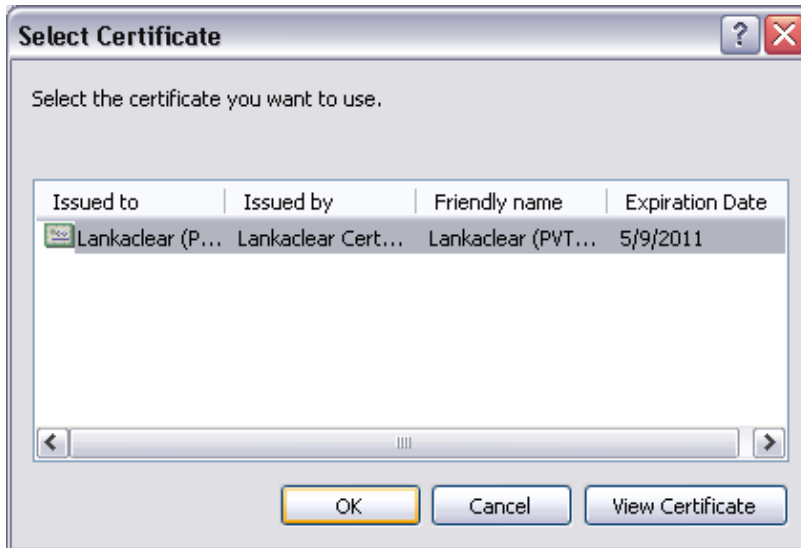 Select Certificate
Select the certificate you want to use.
Issued to Issued by Friendly name Expiration Date
Lankaclear (P... Lankaclear Cert... Lankaclear (PVT... 5/9/2011
OK Cancel View Certificate